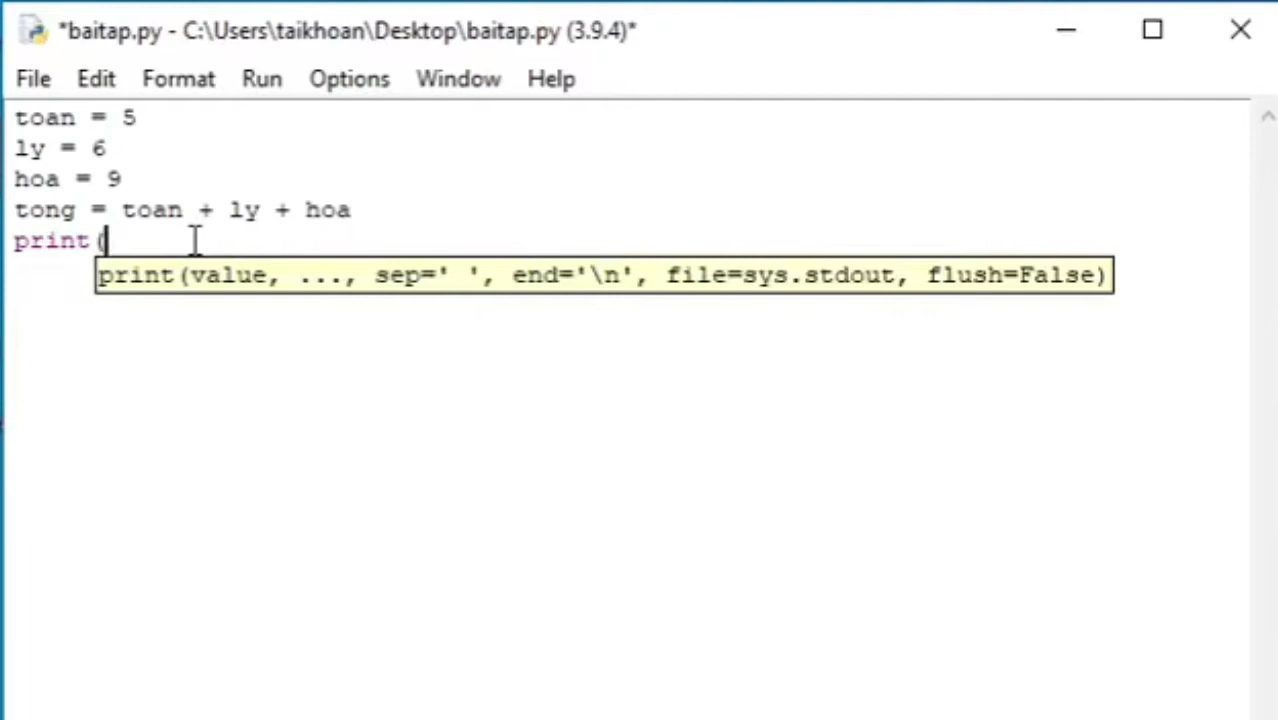 *baitap.py - C:\Users\taikhoan\Desktop\baitap.py (3.9.4)*
File Edit Format Run Options Window Help
toan = 5
ly = 6
hoa = 9
tong = toan + ly + hoa
print(
print(value, ..., sep=' ', end='\n', file=sys.stdout, flush=False)